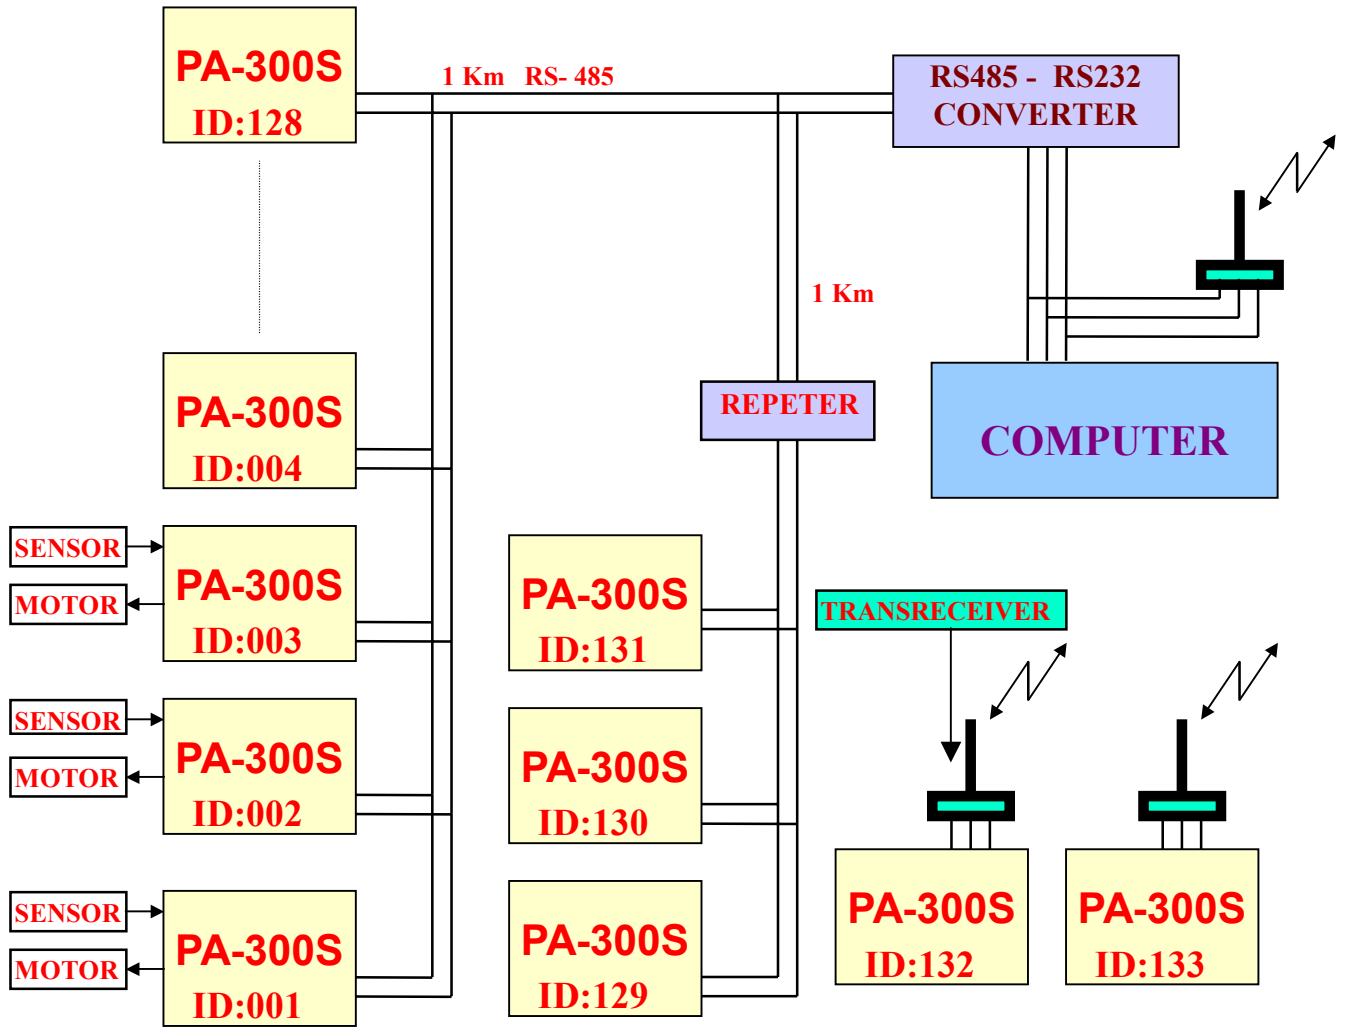 PA-300S
ID:128
1 Km RS- 485
RS485 - RS232
CONVERTER
1 Km
REPETER
COMPUTER
PA-300S
ID:004
SENSOR
MOTOR
PA-300S
ID:003
SENSOR
MOTOR
PA-300S
ID:002
SENSOR
MOTOR
PA-300S
ID:001
PA-300S
ID:131
PA-300S
ID:130
PA-300S
ID:129
TRANSRECEIVER
PA-300S
ID:132
PA-300S
ID:133